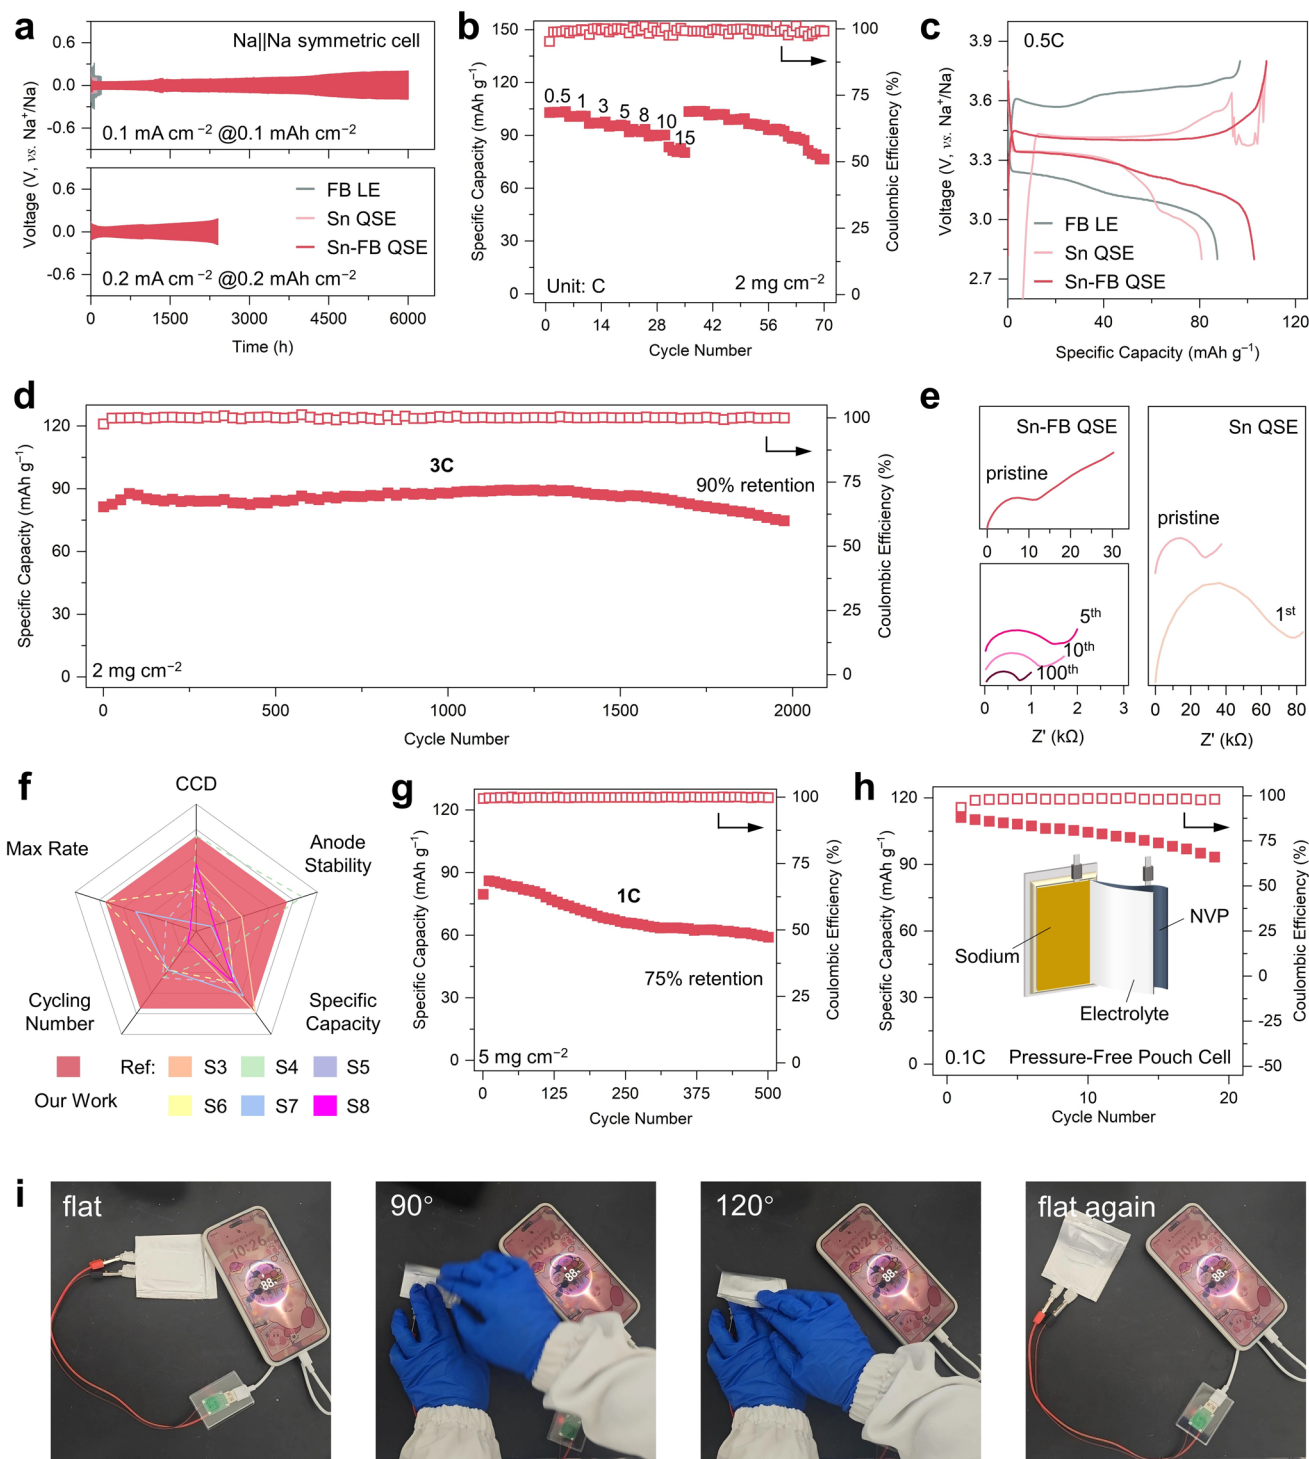 a
Na||Na symmetric cell
0.6
0.0
-0.6
0.1 mA cm⁻² @0.1 mAh cm⁻²
0.6
0.0
-0.6
FB LE
Sn QSE
Sn-FB QSE
0.2 mA cm⁻² @0.2 mAh cm⁻²
0 1500 3000 4500 6000
Time (h)
Voltage (V, vs. Na⁺/Na)
b
150
120
90
60
30
0
100
75
50
25
0
0.5 1 3 5 8 10 15
Unit: C
2 mg cm⁻²
1 14 28 42 56 70
Cycle Number
Specific Capacity (mAh g⁻¹)
Coulombic Efficiency (%)
c
0.5C
3.9
3.6
3.3
3.0
2.7
FB LE
Sn QSE
Sn-FB QSE
0 40 80 120
Specific Capacity (mAh g⁻¹)
Voltage (V, vs. Na⁺/Na)
d
120
90
60
30
0
100
75
50
25
0
3C
90% retention
2 mg cm⁻²
0 500 1000 1500 2000
Cycle Number
Specific Capacity (mAh g⁻¹)
Coulombic Efficiency (%)
e
Sn-FB QSE
pristine
0 10 20 30
5th
10th
100th
0 1 2 3
Z' (kΩ)
Sn QSE
pristine
1st
0 20 40 60 80
Z' (kΩ)
f
CCD
Max Rate
Anode
Stability
Cycling
Number
Specific
Capacity
Our Work
Ref: S3 S4 S5
S6 S7 S8
g
120
90
60
30
0
100
75
50
25
0
1C
75% retention
5 mg cm⁻²
0 125 250 375 500
Cycle Number
Specific Capacity (mAh g⁻¹)
Coulombic Efficiency (%)
h
120
90
60
30
0
100
75
50
25
0
-25
-50
Sodium
NVP
Electrolyte
0.1C Pressure-Free Pouch Cell
0 10 20
Cycle Number
Specific Capacity (mAh g⁻¹)
Coulombic Efficiency (%)
i
flat
10:26
88
90°
88
120°
88
flat again
88